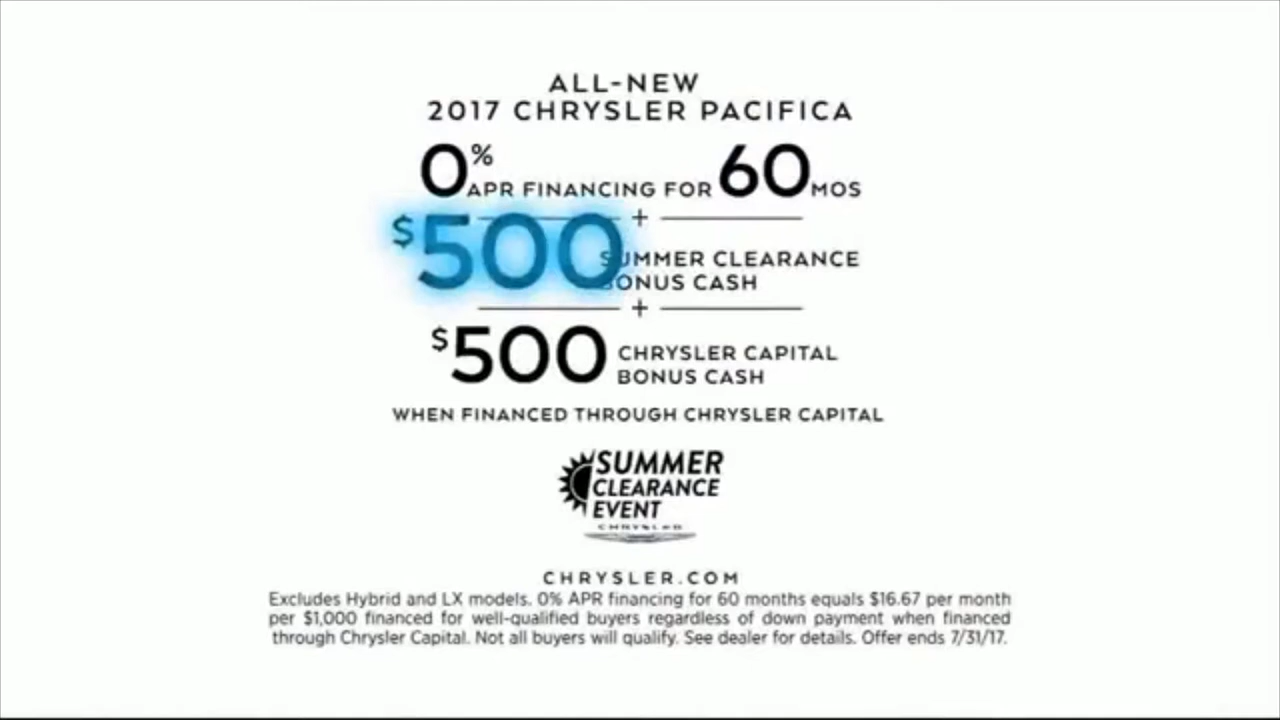 ALL-NEW
2017 CHRYSLER PACIFICA
0% APR FINANCING FOR 60 MOS
+
$500 SUMMER CLEARANCE
BONUS CASH
+
$500 CHRYSLER CAPITAL
BONUS CASH
WHEN FINANCED THROUGH CHRYSLER CAPITAL
SUMMER
CLEARANCE
EVENT
CHRYSLER
CHRYSLER.COM
Excludes Hybrid and LX models. 0% APR financing for 60 months equals $16.67 per month
per $1,000 financed for well-qualified buyers regardless of down payment when financed
through Chrysler Capital. Not all buyers will qualify. See dealer for details. Offer ends 7/31/17.